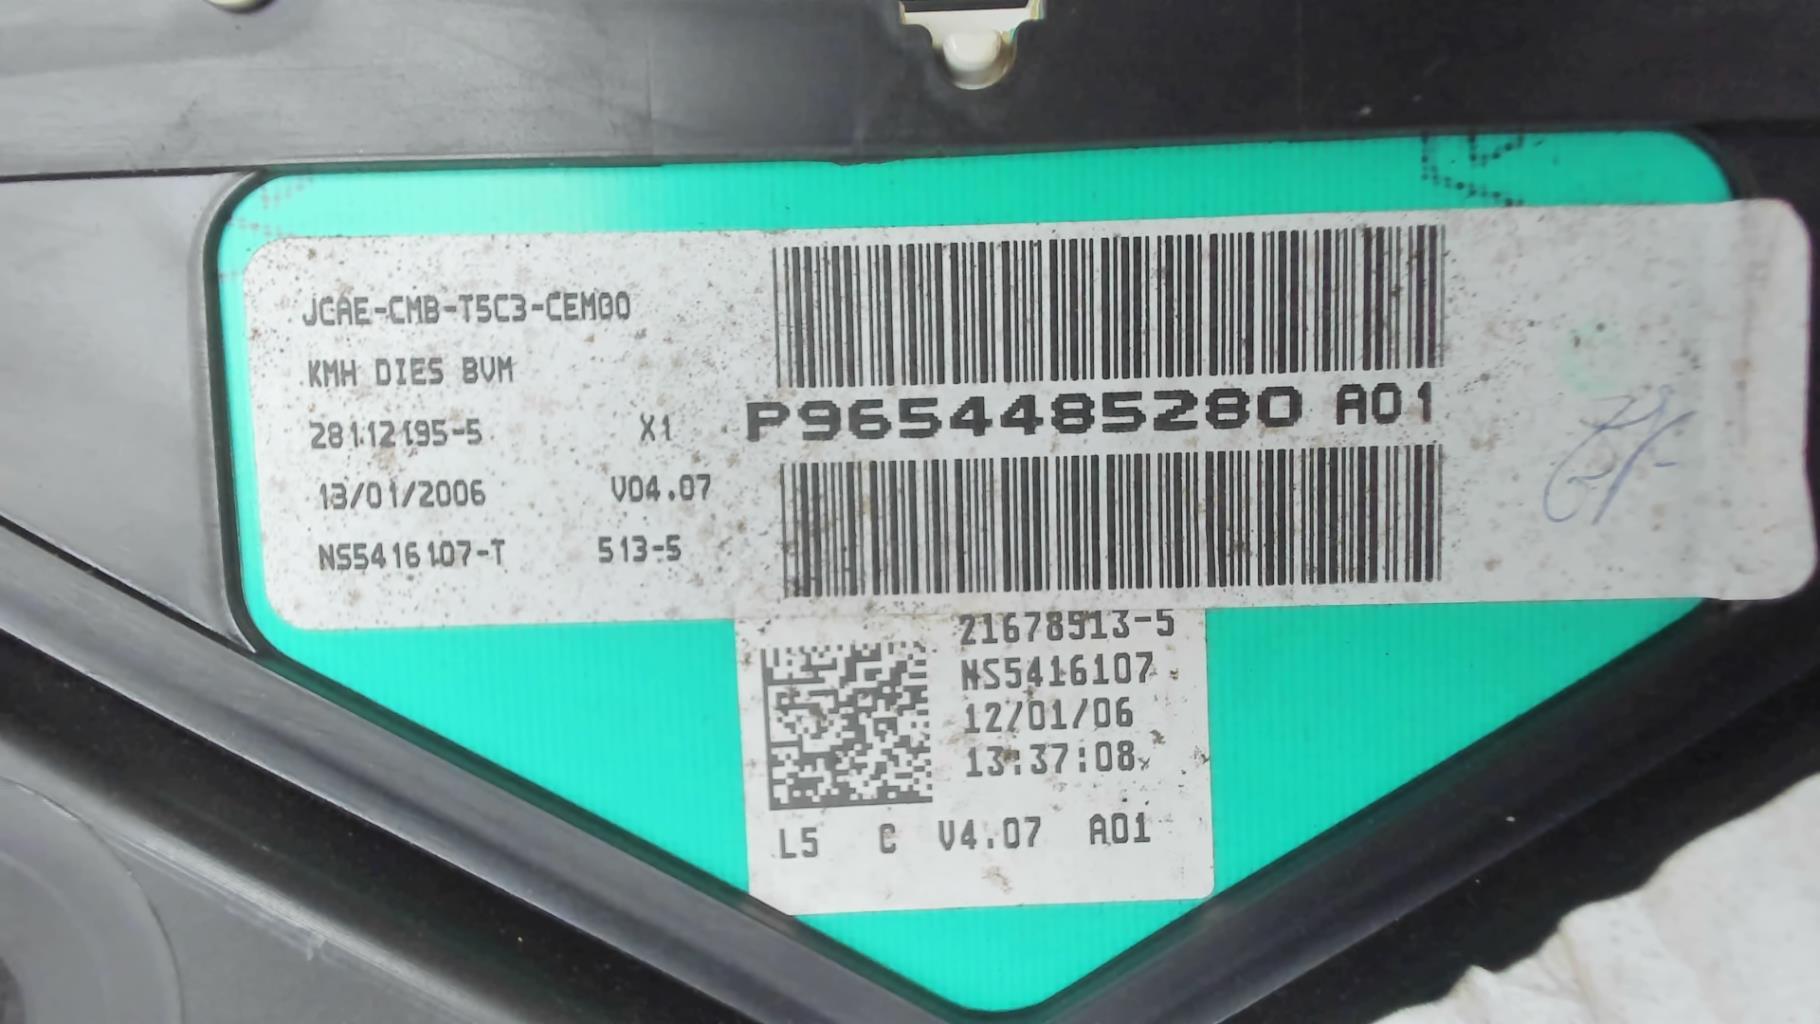 JCAE-CMB-T5C3-CEM00
KMH DIES BVM
28112195-5 X1
P9654485280 A01
13/01/2006 V04.07
NS5416107-T 513-5
21678513-5
NS5416107
12/01/06
13:37:08
L5 C V4.07 A01